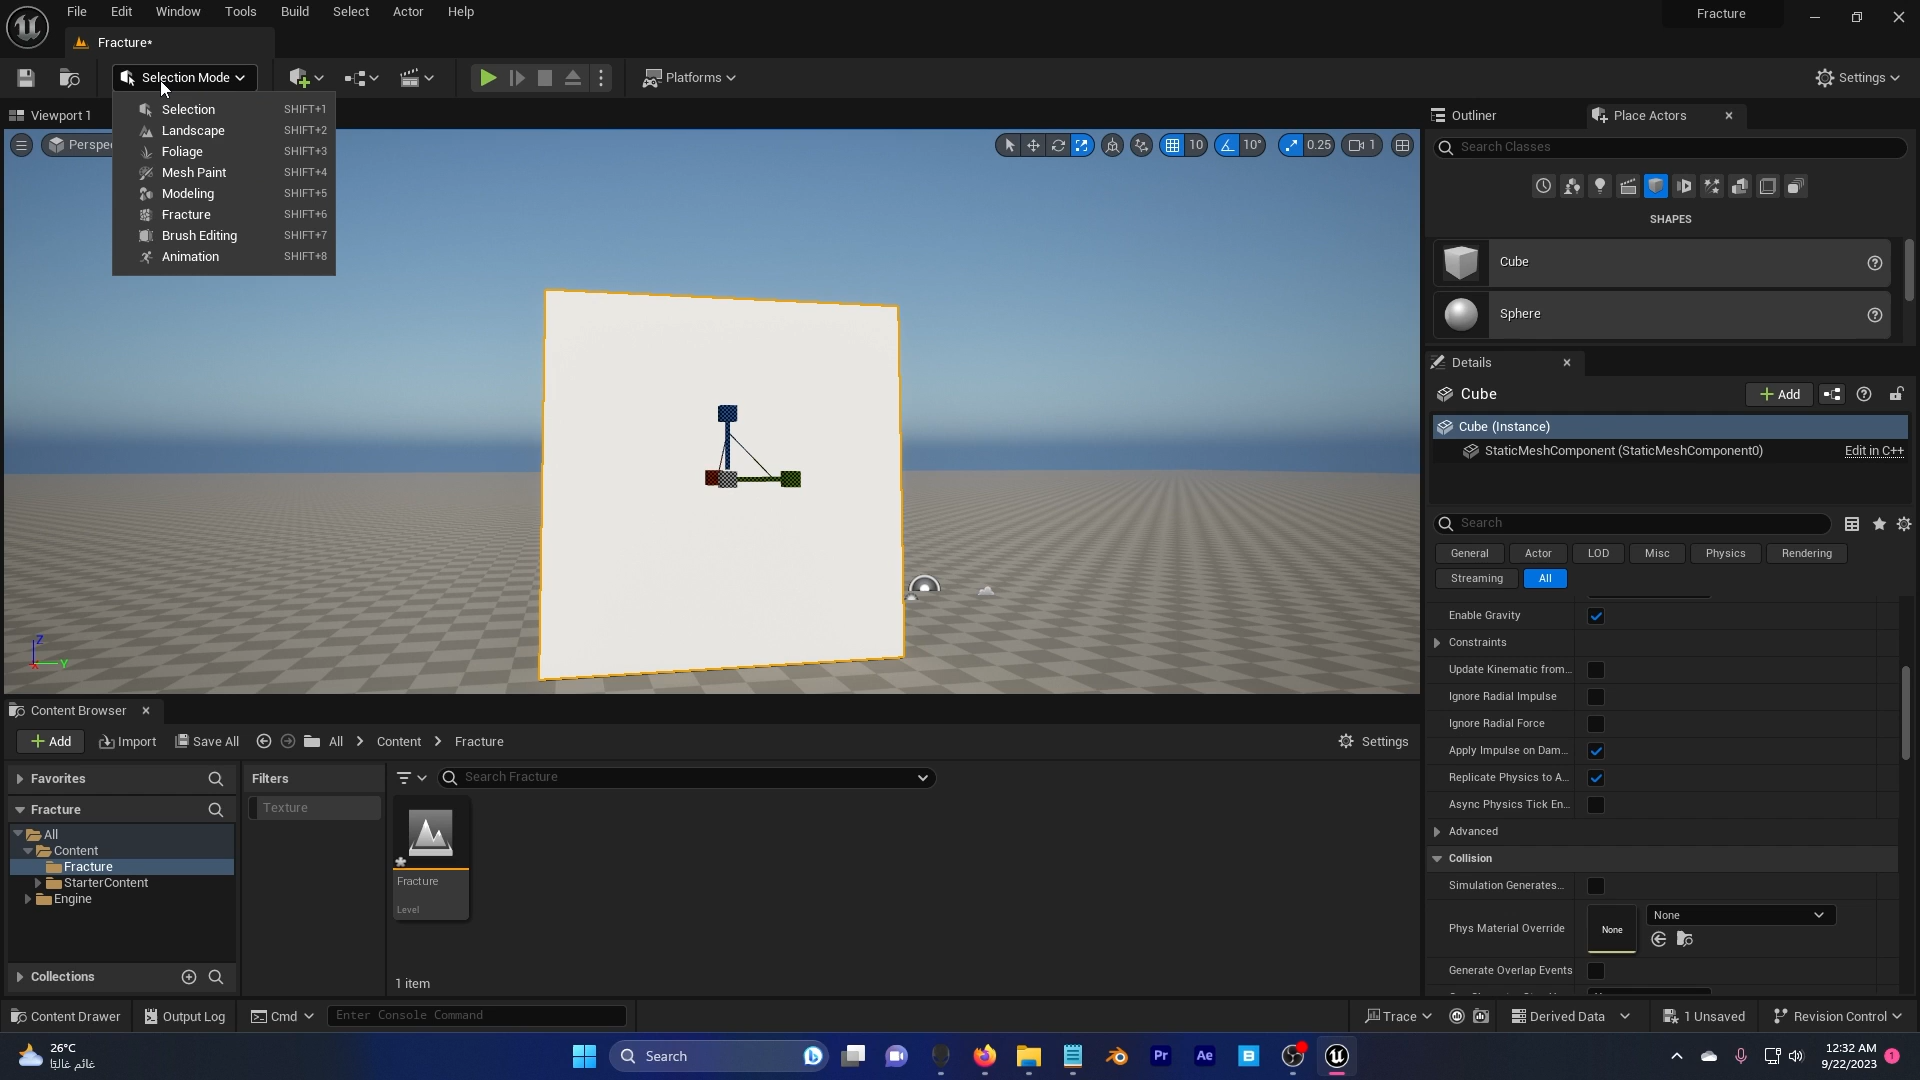 File Edit Window Tools Build Select Actor Help
Fracture
Fracture*
Selection Mode
Platforms
Settings
Selection SHIFT+1
Landscape SHIFT+2
Foliage SHIFT+3
Mesh Paint SHIFT+4
Modeling SHIFT+5
Fracture SHIFT+6
Brush Editing SHIFT+7
Animation SHIFT+8
Viewport 1
Perspe
10 10° 0.25 1
Z
Y
Outliner
Place Actors
Search Classes
SHAPES
Cube
Sphere
Details
Cube
Add
Cube (Instance)
StaticMeshComponent (StaticMeshComponent0) Edit in C++
Search
General Actor LOD Misc Physics Rendering
Streaming All
Enable Gravity
Constraints
Update Kinematic from...
Ignore Radial Impulse
Ignore Radial Force
Apply Impulse on Dam...
Replicate Physics to A...
Async Physics Tick En...
Advanced
Collision
Simulation Generates...
Phys Material Override None None
Generate Overlap Events
Content Browser
Add Import Save All All Content Fracture Settings
Favorites
Fracture
All
Content
Fracture
StarterContent
Engine
Collections
Filters
Texture
Search Fracture
Fracture
Level
1 item
Content Drawer Output Log Cmd Enter Console Command Trace Derived Data 1 Unsaved Revision Control
26°C
غائم غالبًا
Search
Pr Ae B
12:32 AM
9/22/2023
1